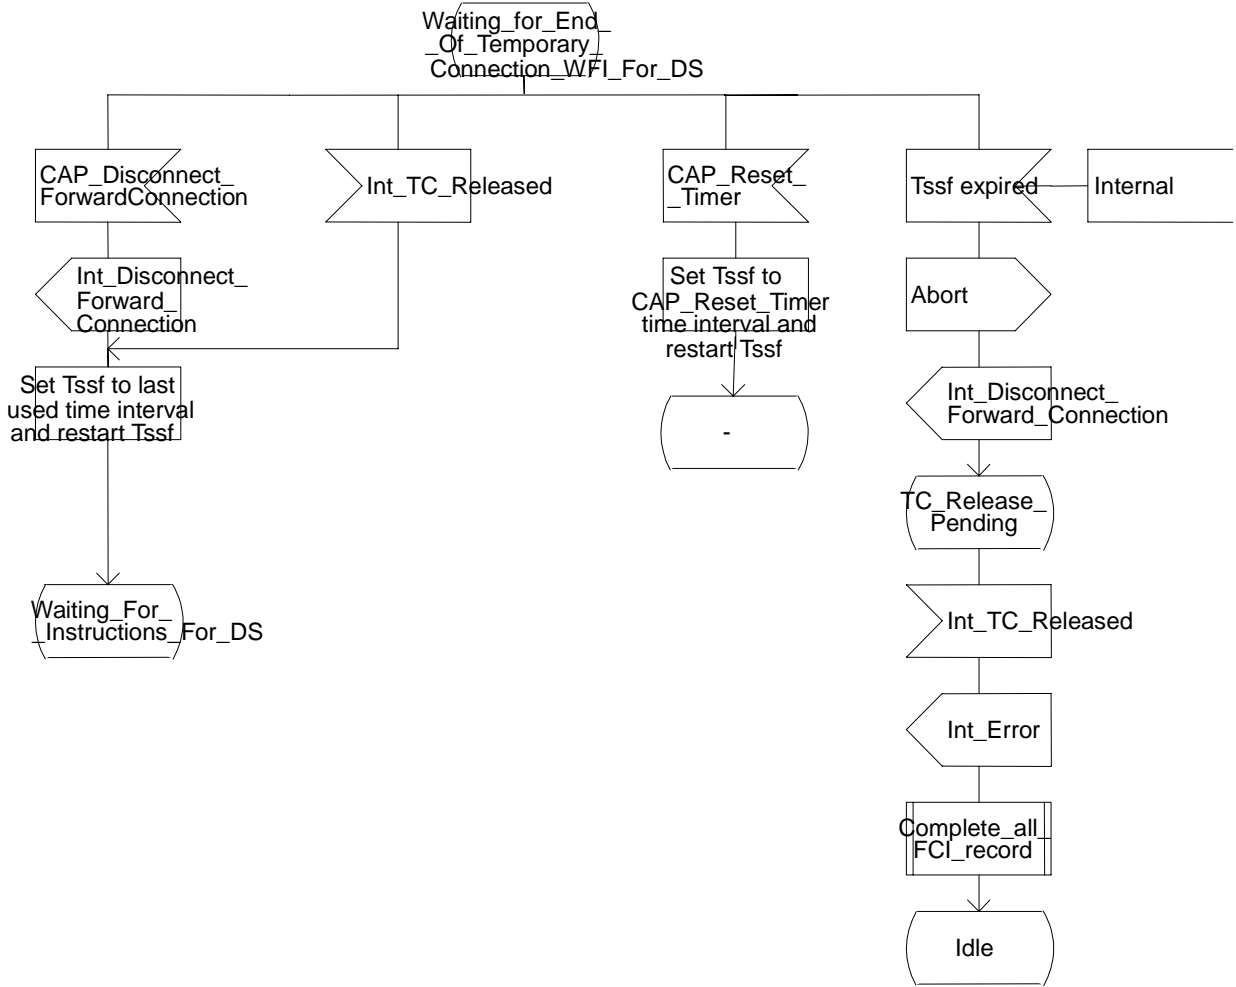 Waiting_for_End_
_Of_Temporary_
Connection_WFI_For_DS
CAP_Disconnect_
ForwardConnection
Int_TC_Released
CAP_Reset_
_Timer
Tssf expired
Internal
Int_Disconnect_
Forward_
Connection
Set Tssf to
CAP_Reset_Timer
time interval and
restart Tssf
Abort
Set Tssf to last
used time interval
and restart Tssf
-
Int_Disconnect_
Forward_Connection
TC_Release_
Pending
Waiting_For_
_Instructions_For_DS
Int_TC_Released
Int_Error
Complete_all_
FCI_record
Idle